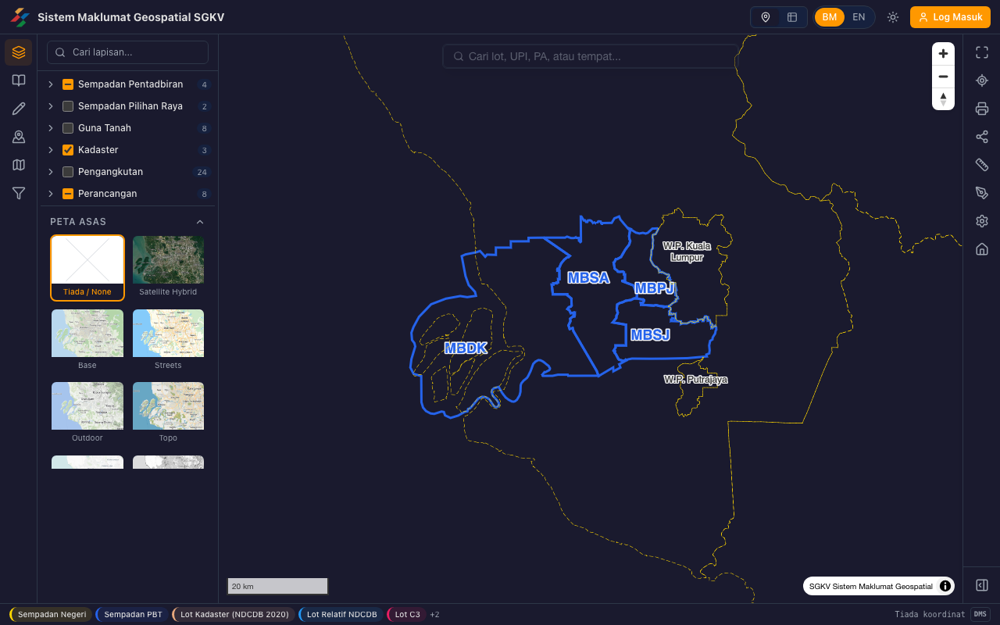 Sistem Maklumat Geospatial SGKV
BM
EN
Log Masuk
Cari lapisan...
Sempadan Pentadbiran 4
Sempadan Pilihan Raya 2
Guna Tanah 8
Kadaster 3
Pengangkutan 24
Perancangan 8
PETA ASAS
Tiada / None
Satellite Hybrid
Base
Streets
Outdoor
Topo
Cari lot, UPI, PA, atau tempat...
W.P. Kuala
Lumpur
MBSA
MBPJ
MBSJ
MBDK
W.P. Putrajaya
20 km
SGKV Sistem Maklumat Geospatial
Sempadan Negeri
Sempadan PBT
Lot Kadaster (NDCDB 2020)
Lot Relatif NDCDB
Lot C3
+2
Tiada koordinat
DMS